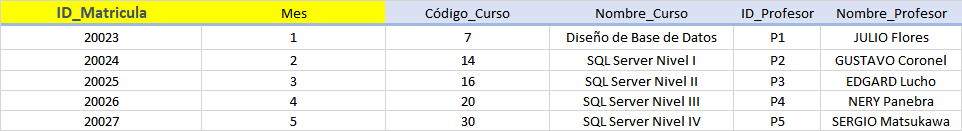 ID_Matricula Mes Código_Curso Nombre_Curso ID_Profesor Nombre_Profesor
20023 1 7 Diseño de Base de Datos P1 JULIO Flores
20024 2 14 SQL Server Nivel I P2 GUSTAVO Coronel
20025 3 16 SQL Server Nivel II P3 EDGARD Lucho
20026 4 20 SQL Server Nivel III P4 NERY Panebra
20027 5 30 SQL Server Nivel IV P5 SERGIO Matsukawa